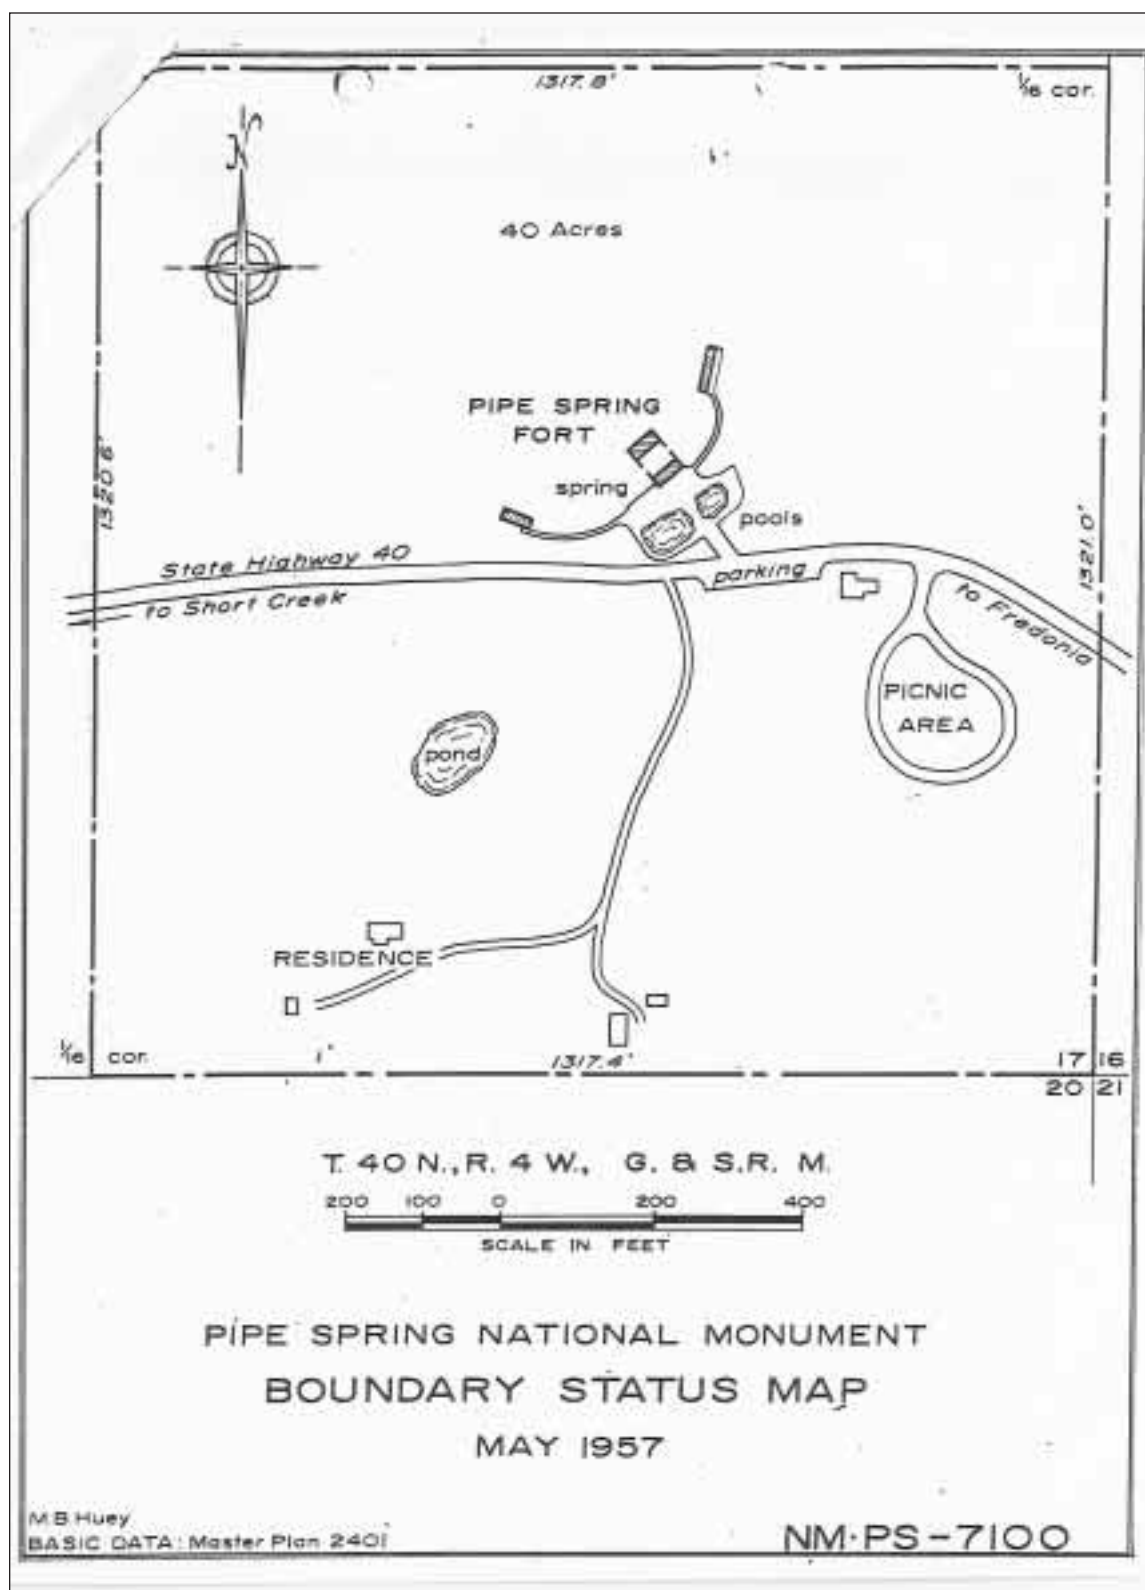 1317.8'
1/16 cor.
N
40 Acres
PIPE SPRING
FORT
1320.6'
spring
pools
1321.0'
State Highway 40
parking
to Short Creek
to Fredonia
PICNIC
AREA
pond
RESIDENCE
1/16 cor.
1317.4'
17 16
20 21
T. 40 N., R. 4 W., G. & S.R. M.
200 100 0 200 400
SCALE IN FEET
PIPE SPRING NATIONAL MONUMENT
BOUNDARY STATUS MAP
MAY 1957
M.B. Huey
BASIC DATA: Master Plan 2401
NM·PS-7100